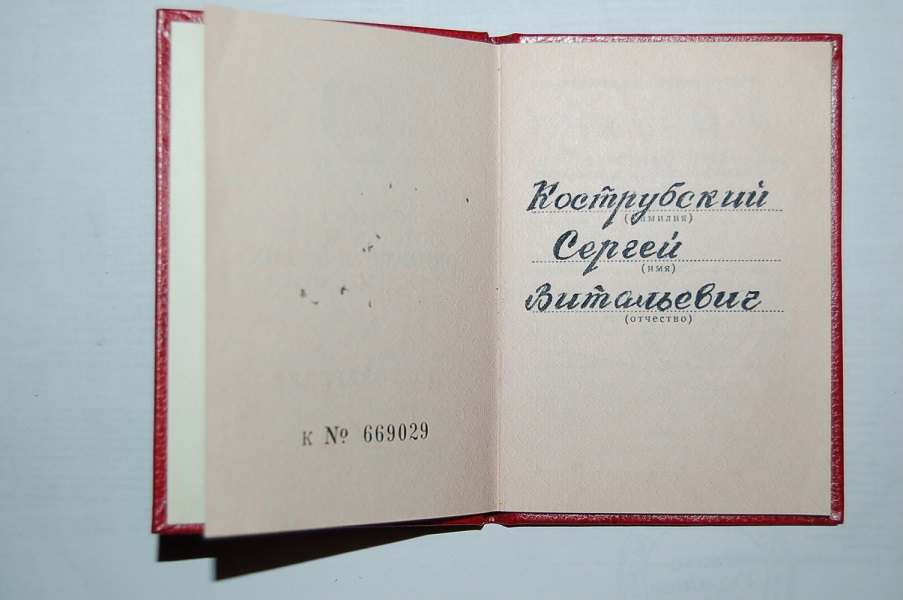 К № 669029
Кострубский
(фамилия)
Сергей
(имя)
Витальевич
(отчество)